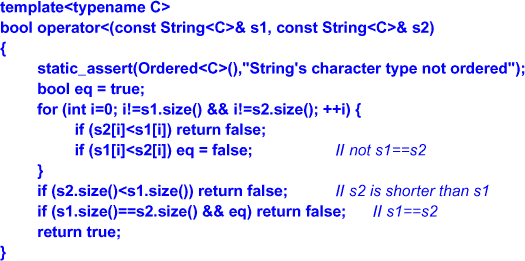 template<typename C>
bool operator<(const String<C>& s1, const String<C>& s2)
{
static_assert(Ordered<C>(),"String's character type not ordered");
bool eq = true;
for (int i=0; i!=s1.size() && i!=s2.size(); ++i) {
if (s2[i]<s1[i]) return false;
if (s1[i]<s2[i]) eq = false; // not s1==s2
}
if (s2.size()<s1.size()) return false; // s2 is shorter than s1
if (s1.size()==s2.size() && eq) return false; // s1==s2
return true;
}